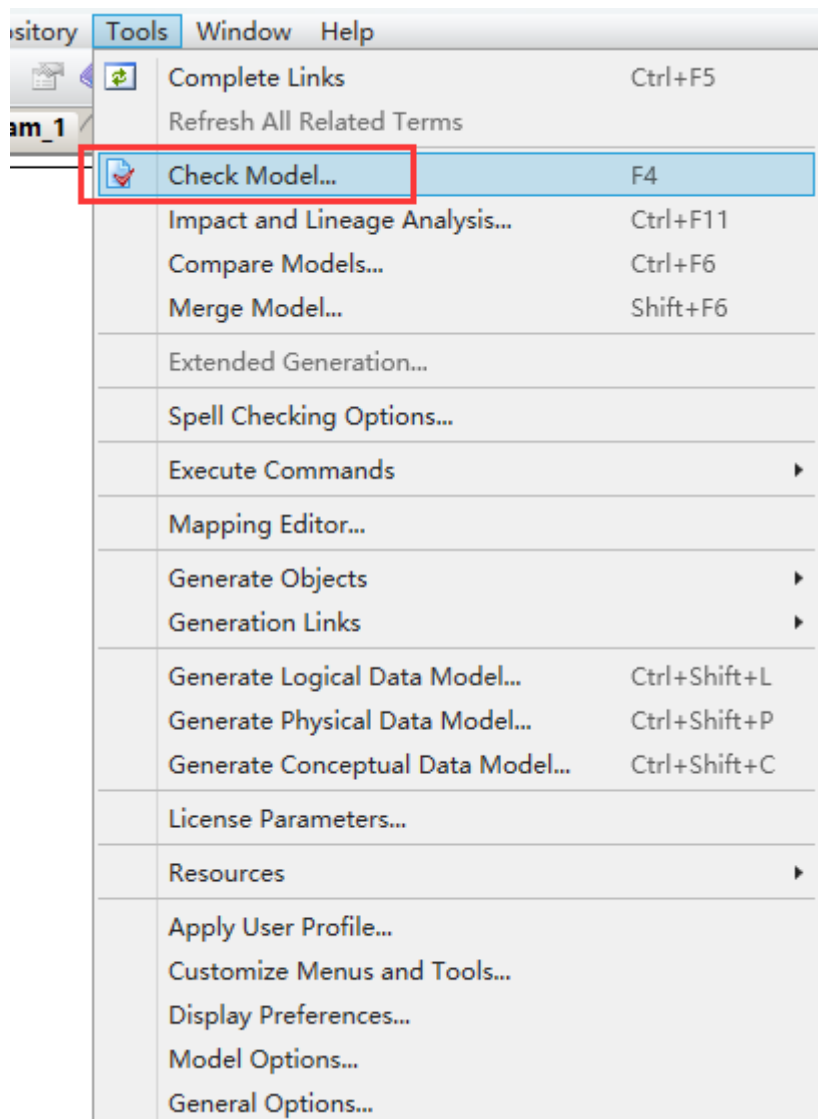 sitory Tools Window Help
Complete Links Ctrl+F5
am_1 Refresh All Related Terms
Check Model... F4
Impact and Lineage Analysis... Ctrl+F11
Compare Models... Ctrl+F6
Merge Model... Shift+F6
Extended Generation...
Spell Checking Options...
Execute Commands
Mapping Editor...
Generate Objects
Generation Links
Generate Logical Data Model... Ctrl+Shift+L
Generate Physical Data Model... Ctrl+Shift+P
Generate Conceptual Data Model... Ctrl+Shift+C
License Parameters...
Resources
Apply User Profile...
Customize Menus and Tools...
Display Preferences...
Model Options...
General Options...